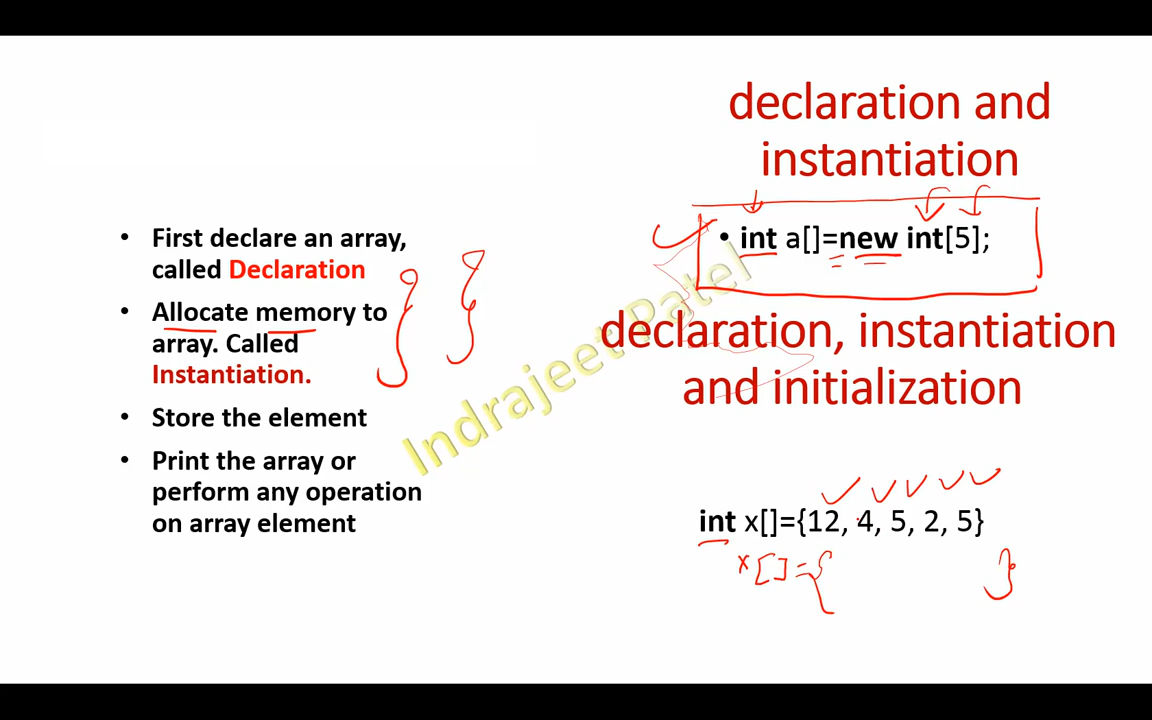 • First declare an array,
called Declaration
• Allocate memory to
array. Called
Instantiation.
• Store the element
• Print the array or
perform any operation
on array element
declaration and
instantiation
• int a[]=new int[5];
declaration, instantiation
and initialization
int x[]={12, 4, 5, 2, 5}
x[]={ }
Indrajeet Patel